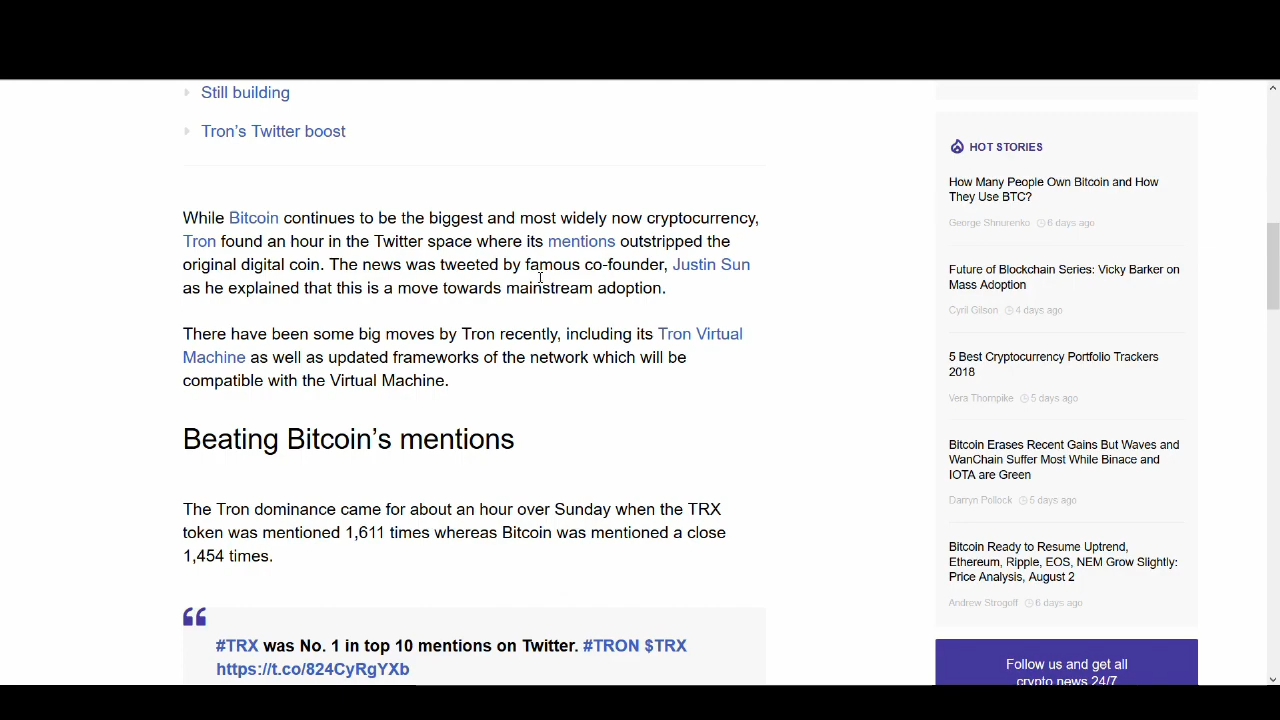 Still building
Tron’s Twitter boost
While Bitcoin continues to be the biggest and most widely now cryptocurrency,
Tron found an hour in the Twitter space where its mentions outstripped the
original digital coin. The news was tweeted by famous co-founder, Justin Sun
as he explained that this is a move towards mainstream adoption.
There have been some big moves by Tron recently, including its Tron Virtual
Machine as well as updated frameworks of the network which will be
compatible with the Virtual Machine.
Beating Bitcoin’s mentions
The Tron dominance came for about an hour over Sunday when the TRX
token was mentioned 1,611 times whereas Bitcoin was mentioned a close
1,454 times.
#TRX was No. 1 in top 10 mentions on Twitter. #TRON $TRX
https://t.co/824CyRgYXb
HOT STORIES
How Many People Own Bitcoin and How
They Use BTC?
George Shnurenko 6 days ago
Future of Blockchain Series: Vicky Barker on
Mass Adoption
Cyril Gilson 4 days ago
5 Best Cryptocurrency Portfolio Trackers
2018
Vera Thompike 5 days ago
Bitcoin Erases Recent Gains But Waves and
WanChain Suffer Most While Binace and
IOTA are Green
Darryn Pollock 5 days ago
Bitcoin Ready to Resume Uptrend,
Ethereum, Ripple, EOS, NEM Grow Slightly:
Price Analysis, August 2
Andrew Strogoff 6 days ago
Follow us and get all
crypto news 24/7